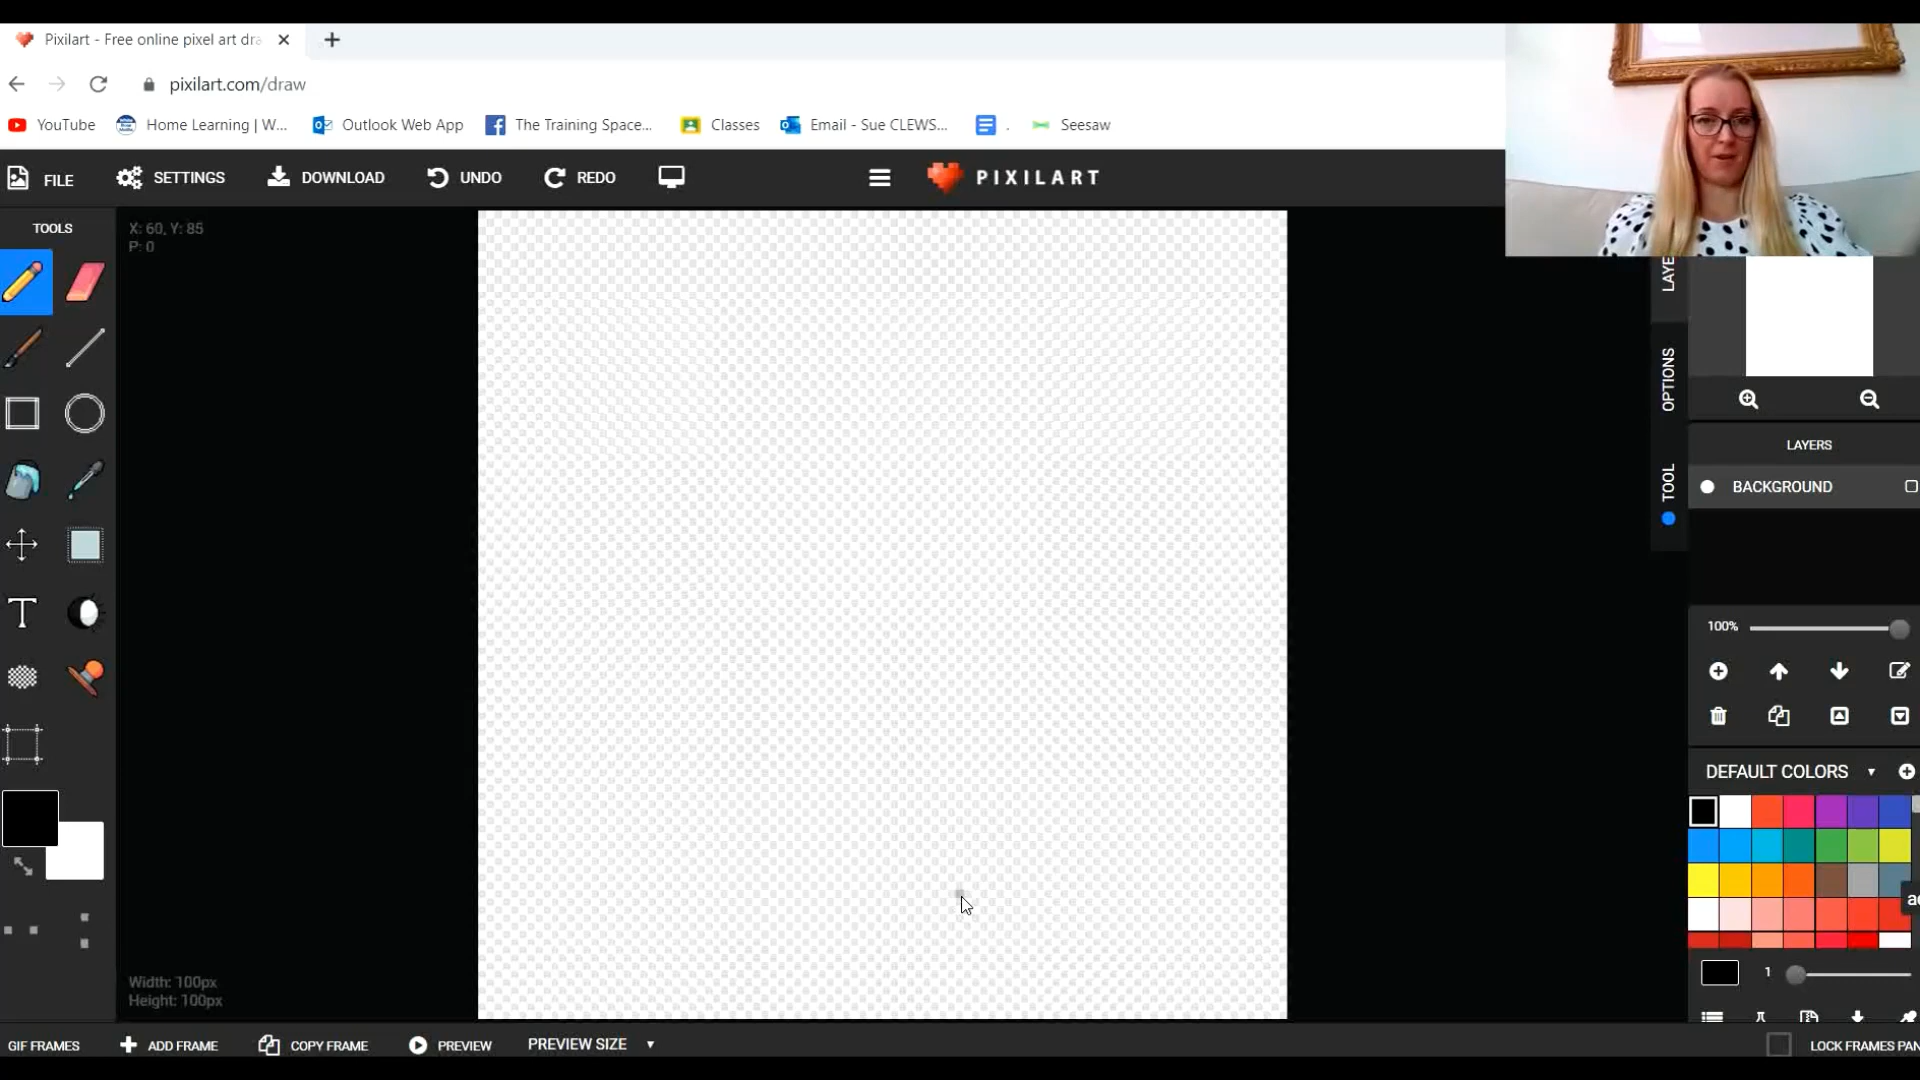 Pixilart - Free online pixel art dra
pixilart.com/draw
YouTube
Home Learning | W...
Outlook Web App
The Training Space...
Classes
Email - Sue CLEWS...
.
Seesaw
FILE
SETTINGS
DOWNLOAD
UNDO
REDO
PIXILART
TOOLS
X: 60, Y: 85
P: 0
LAYE
OPTIONS
TOOL
LAYERS
BACKGROUND
100%
DEFAULT COLORS
1
Width: 100px
Height: 100px
GIF FRAMES
ADD FRAME
COPY FRAME
PREVIEW
PREVIEW SIZE
LOCK FRAMES PAN